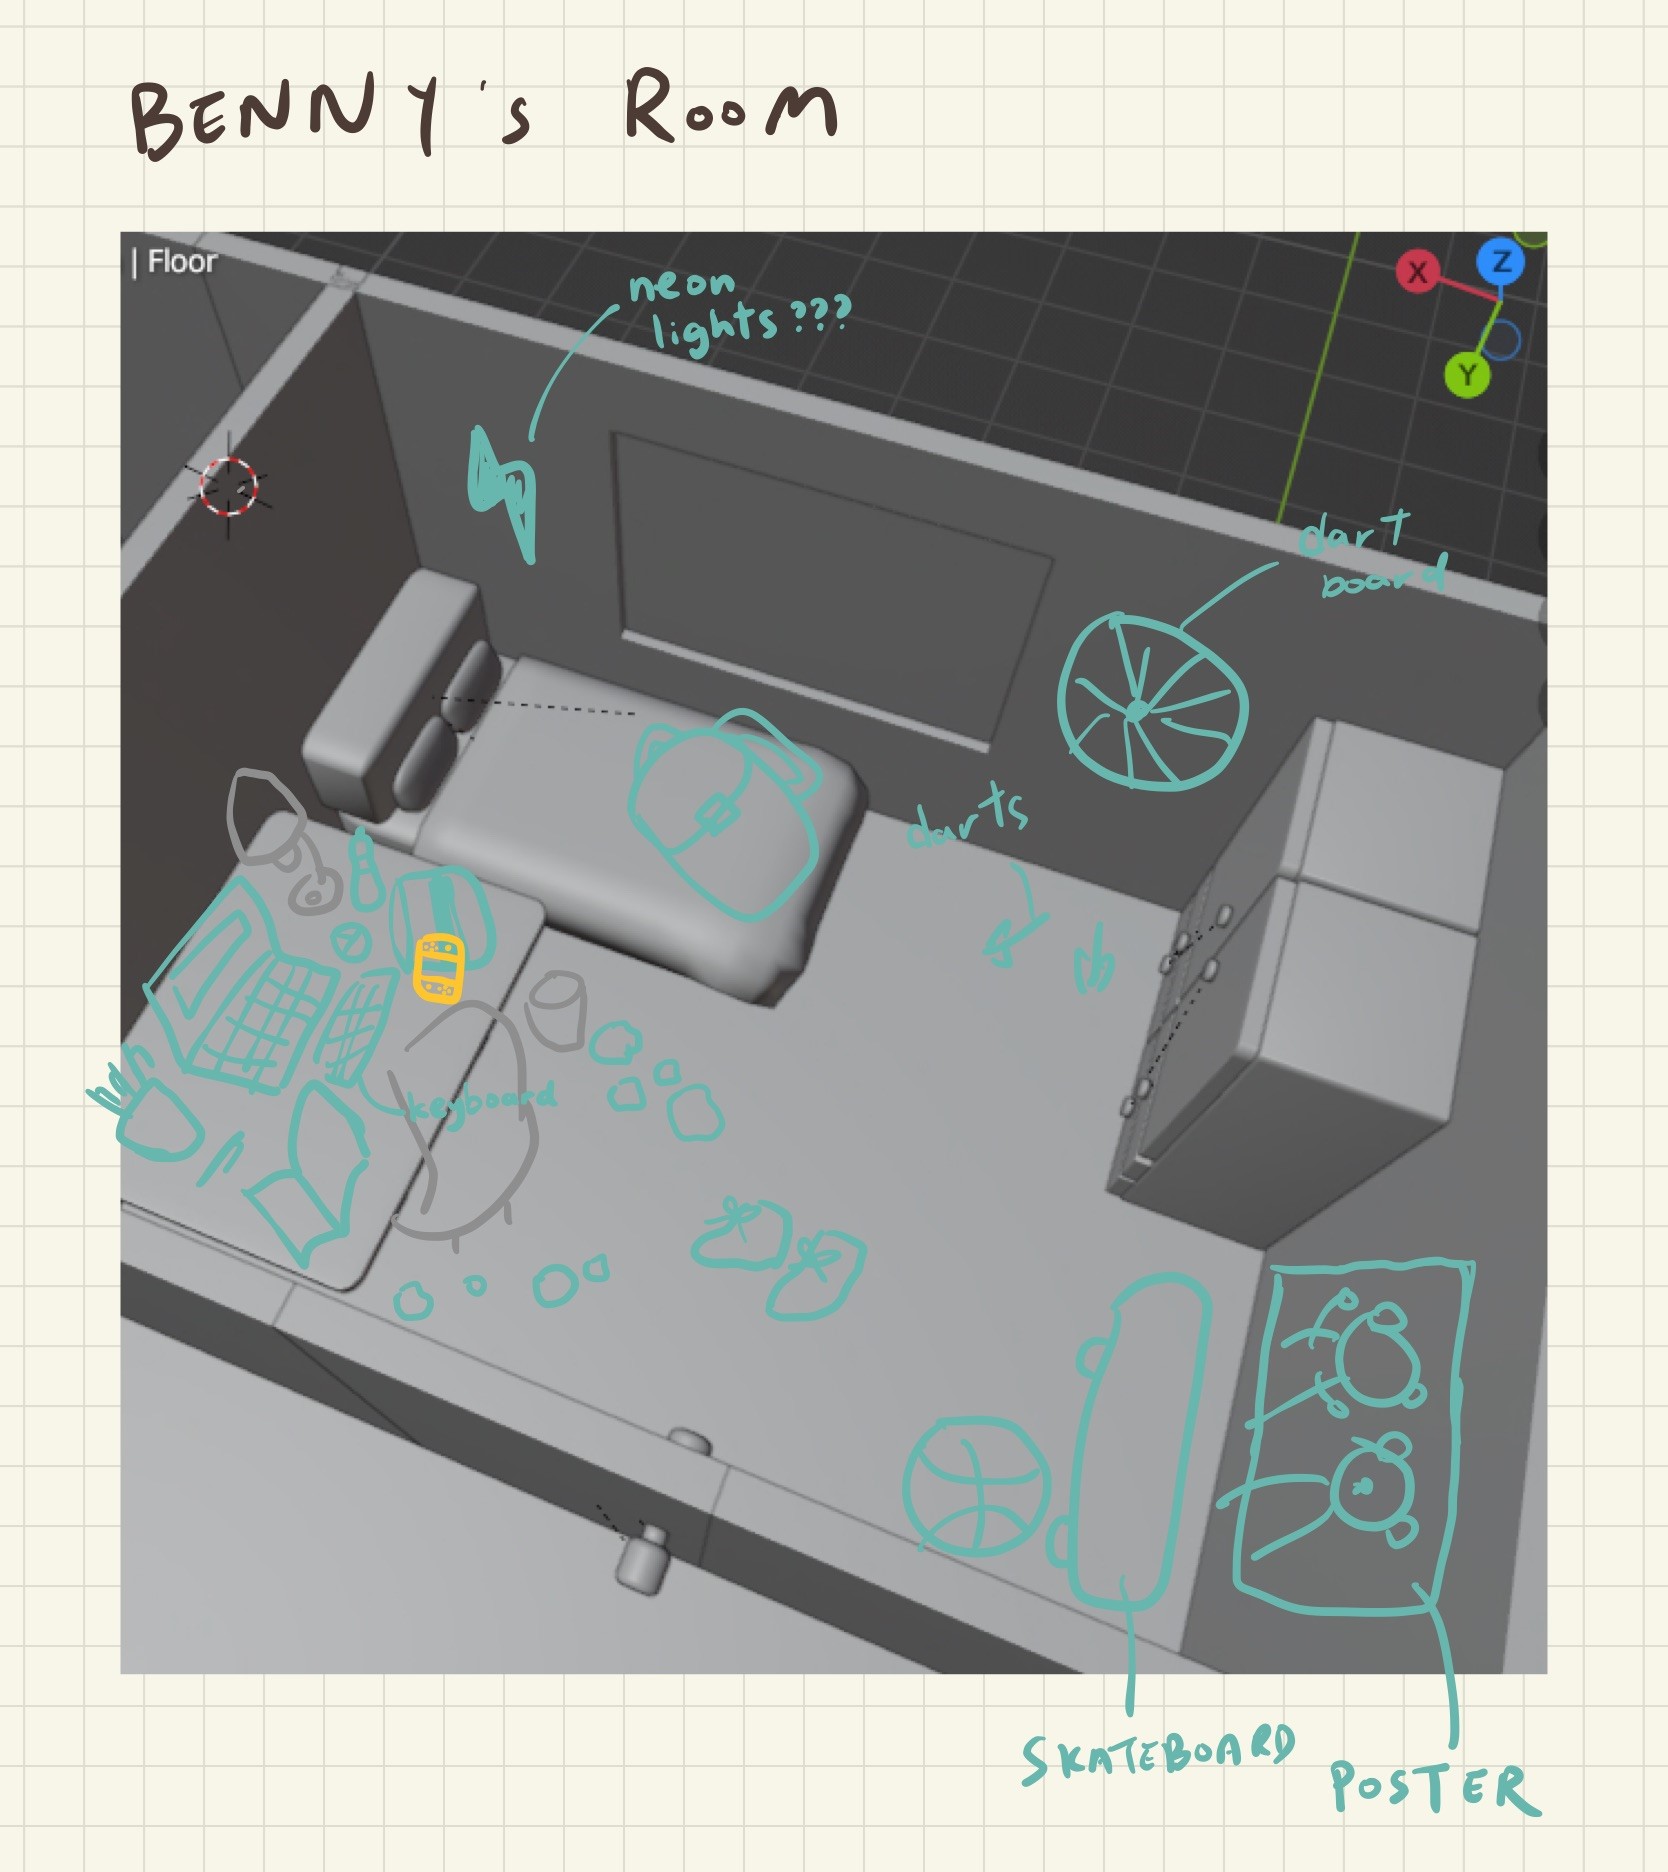 BENNY's ROOM
| Floor
X
Z
Y
neon
lights???
dart
board
darts
keyboard
SKATEBOARD
POSTER